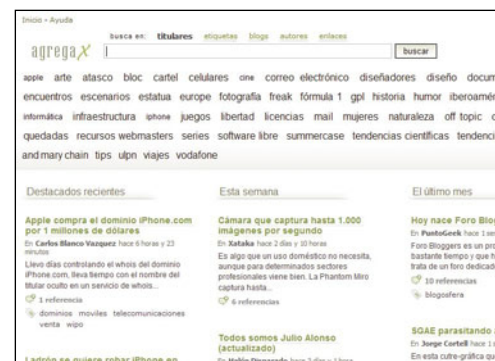 Inicio » Ayuda
busca en: titulares etiquetas blogs autores enlaces
agregaX
buscar
apple arte atasco bloc cartel celulares cine correo electrónico diseñadores diseño
encuentros escenarios estatua europe fotografía freak fórmula 1 gpl historia humor
informática infraestructura iphone juegos libertad licencias mail mujeres naturaleza off topic
quedadas recursos webmasters series software libre summercase tendencias científicas
and mary chain tips ulpn viajes vodafone
Destacados recientes
Apple compra el dominio iPhone.com
por 1 millones de dólares
En Carlos Blanco Vazquez hace 6 horas y 23
minutos
Llevo días controlando el whois del dominio
iPhone.com, lleva tiempo con el nombre del
titular oculto en un servicio de whois...
1 referencia
dominios moviles telecomunicaciones
venta wipo
Ladrón se quiere robar iPhone en
Esta semana
Cámara que captura hasta 1.000
imágenes por segundo
En Xataka hace 2 días y 10 horas
Es algo que un uso doméstico no necesita,
aunque para determinados sectores
profesionales viene bien. La Phantom Miro
captura hasta...
6 referencias
Todos somos Julio Alonso
(actualizado)
El último mes
Hoy nace Foro
En PuntoGeek hace 1
Foro Bloggers es un
bastante tiempo y que
trata de un foro
10 referencias
blogosfera
SGAE parasitando
En Jorge Cortell hace 1
En esta cutre-gráfica